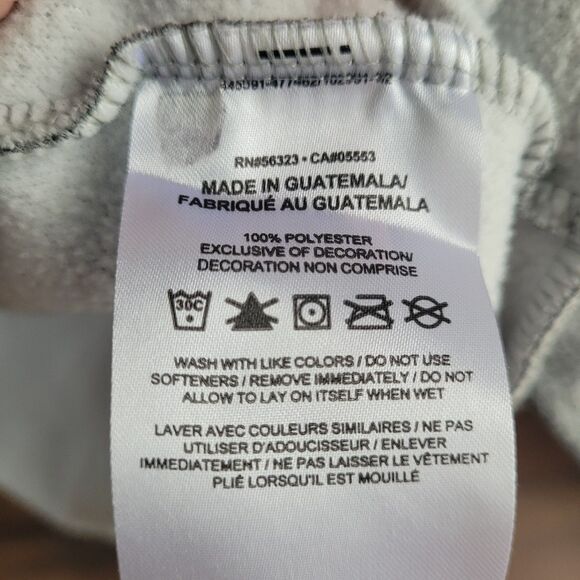 RN#56323 • CA#05553
MADE IN GUATEMALA/
FABRIQUÉ AU GUATEMALA
100% POLYESTER
EXCLUSIVE OF DECORATION/
DECORATION NON COMPRISE
30C
WASH WITH LIKE COLORS / DO NOT USE
SOFTENERS / REMOVE IMMEDIATELY / DO NOT
ALLOW TO LAY ON ITSELF WHEN WET
LAVER AVEC COULEURS SIMILAIRES / NE PAS
UTILISER D'ADOUCISSEUR / ENLEVER
IMMEDIATEMENT / NE PAS LAISSER LE VÊTEMENT
PLIÉ LORSQU'IL EST MOUILLÉ